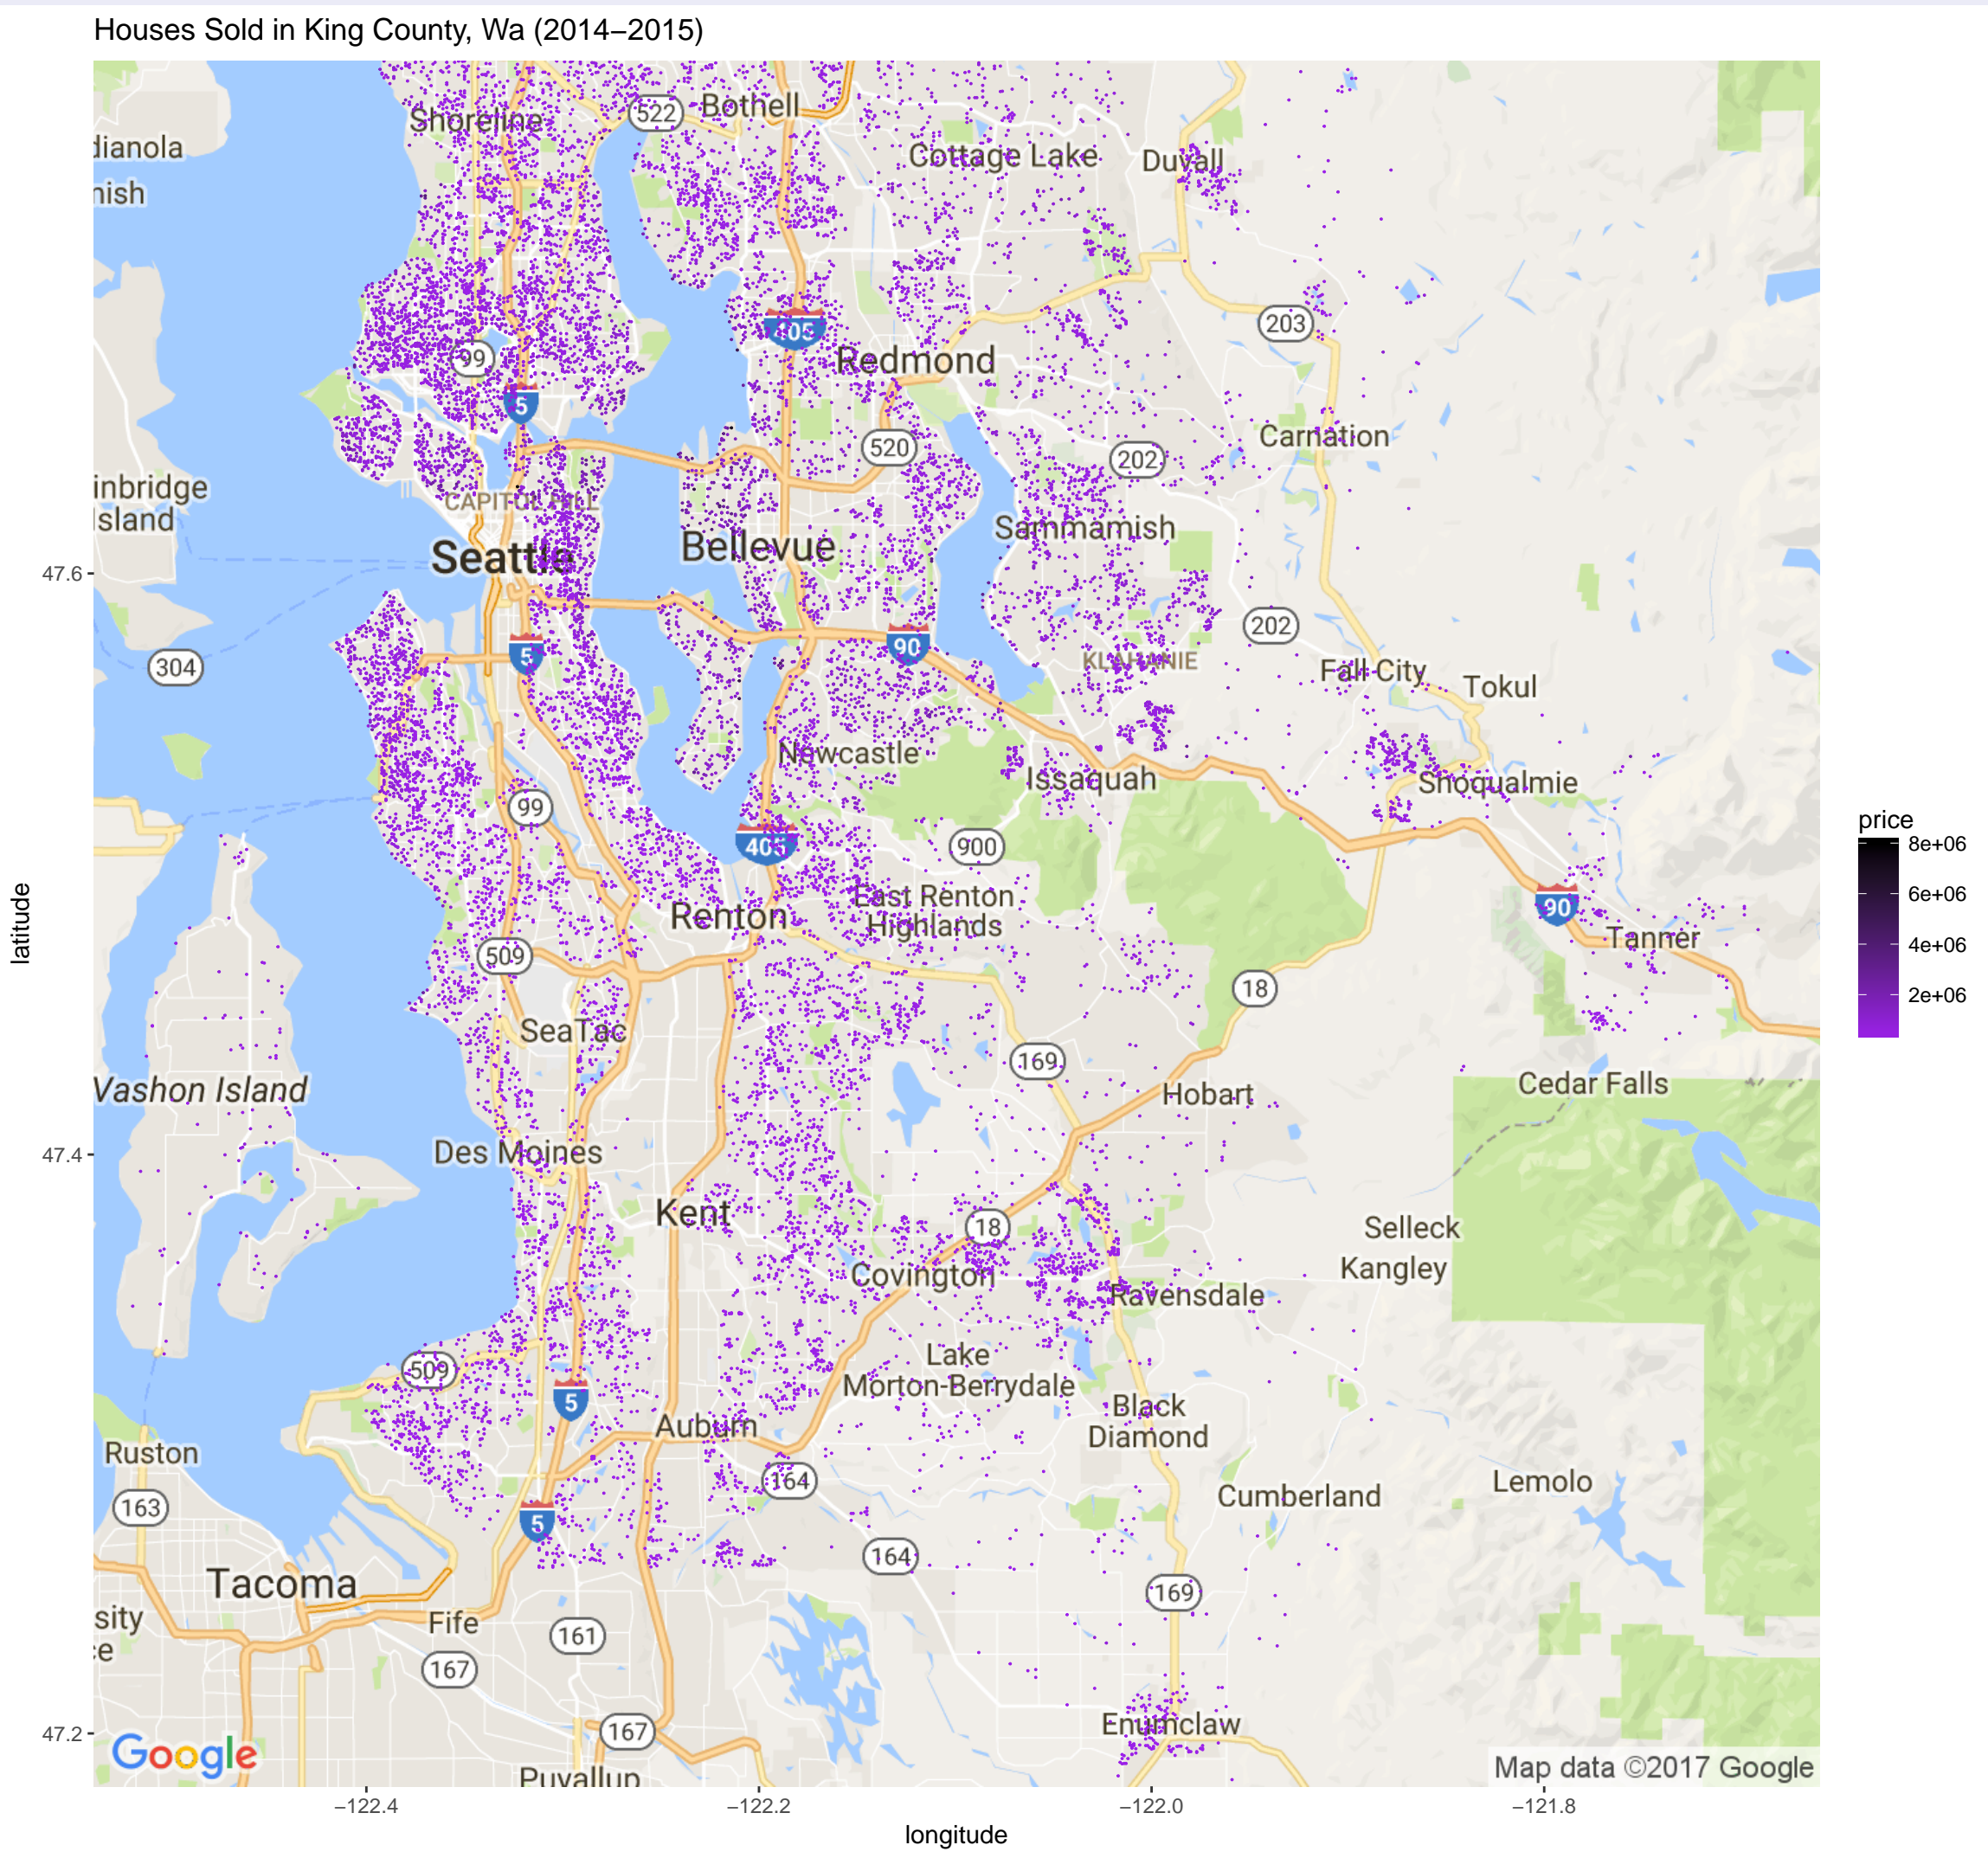 Houses Sold in King County, Wa (2014–2015)
Shoreline
522
Bothell
dianola
Cottage Lake
Duvall
nish
405
203
99
Redmond
5
Carnation
520
202
inbridge
Island
CAPITOL HILL
Sammamish
Seattle
Bellevue
47.6
202
304
5
90
KLAHANIE
Fall City
Tokul
Newcastle
Issaquah
Snoqualmie
99
405
900
price
8e+06
6e+06
4e+06
2e+06
East Renton
Highlands
Renton
90
Tanner
latitude
509
18
SeaTac
169
Vashon Island
Hobart
Cedar Falls
47.4
Des Moines
Kent
18
Selleck
Kangley
Covington
Ravensdale
509
Lake
Morton-Berrydale
5
Black
Diamond
Auburn
Ruston
164
Lemolo
163
Cumberland
5
164
Tacoma
169
sity
ce
Fife
161
167
47.2
167
Enumclaw
Google
Puyallup
Map data ©2017 Google
−122.4
−122.2
−122.0
−121.8
longitude